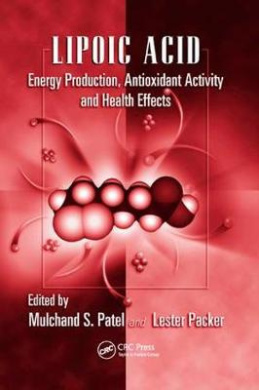 LIPOIC ACID
Energy Production, Antioxidant Activity
and Health Effects
Edited by
Mulchand S. Patel and Lester Packer
CRC Press
Taylor & Francis Group